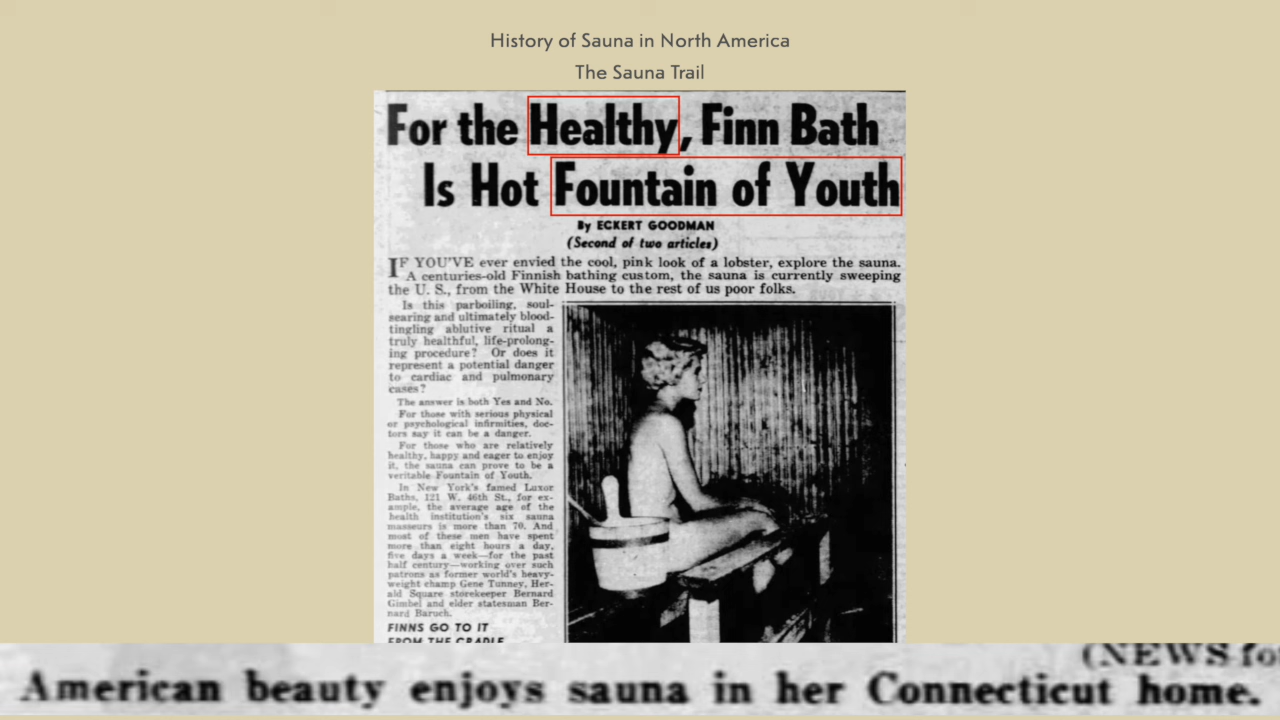 History of Sauna in North America
The Sauna Trail
For the Healthy, Finn Bath
Is Hot Fountain of Youth
By ECKERT GOODMAN
(Second of two articles)
IF YOU'VE ever envied the cool, pink look of a lobster, explore the sauna.
A centuries-old Finnish bathing custom, the sauna is currently sweeping
the U. S., from the White House to the rest of us poor folks.
Is this parboiling, soul-
searing and ultimately blood-
tingling ablutive ritual a
truly healthful, life-prolong-
ing procedure? Or does it
represent a potential danger
to cardiac and pulmonary
cases?
The answer is both Yes and No.
For those with serious physical
or psychological infirmities, doc-
tors say it can be a danger.
For those who are relatively
healthy, happy and eager to enjoy
it, the sauna can prove to be a
veritable Fountain of Youth.
In New York's famed Luxor
Baths, 121 W. 46th St., for ex-
ample, the average age of the
health institution's six sauna
masseurs is more than 70. And
most of these men have spent
more than eight hours a day,
five days a week—for the past
half century—working over such
patrons as former world's heavy-
weight champ Gene Tunney, Her-
ald Square storekeeper Bernard
Gimbel and elder statesman Ber-
nard Baruch.
FINNS GO TO IT
FROM THE CRADLE
(NEWS fo
American beauty enjoys sauna in her Connecticut home.